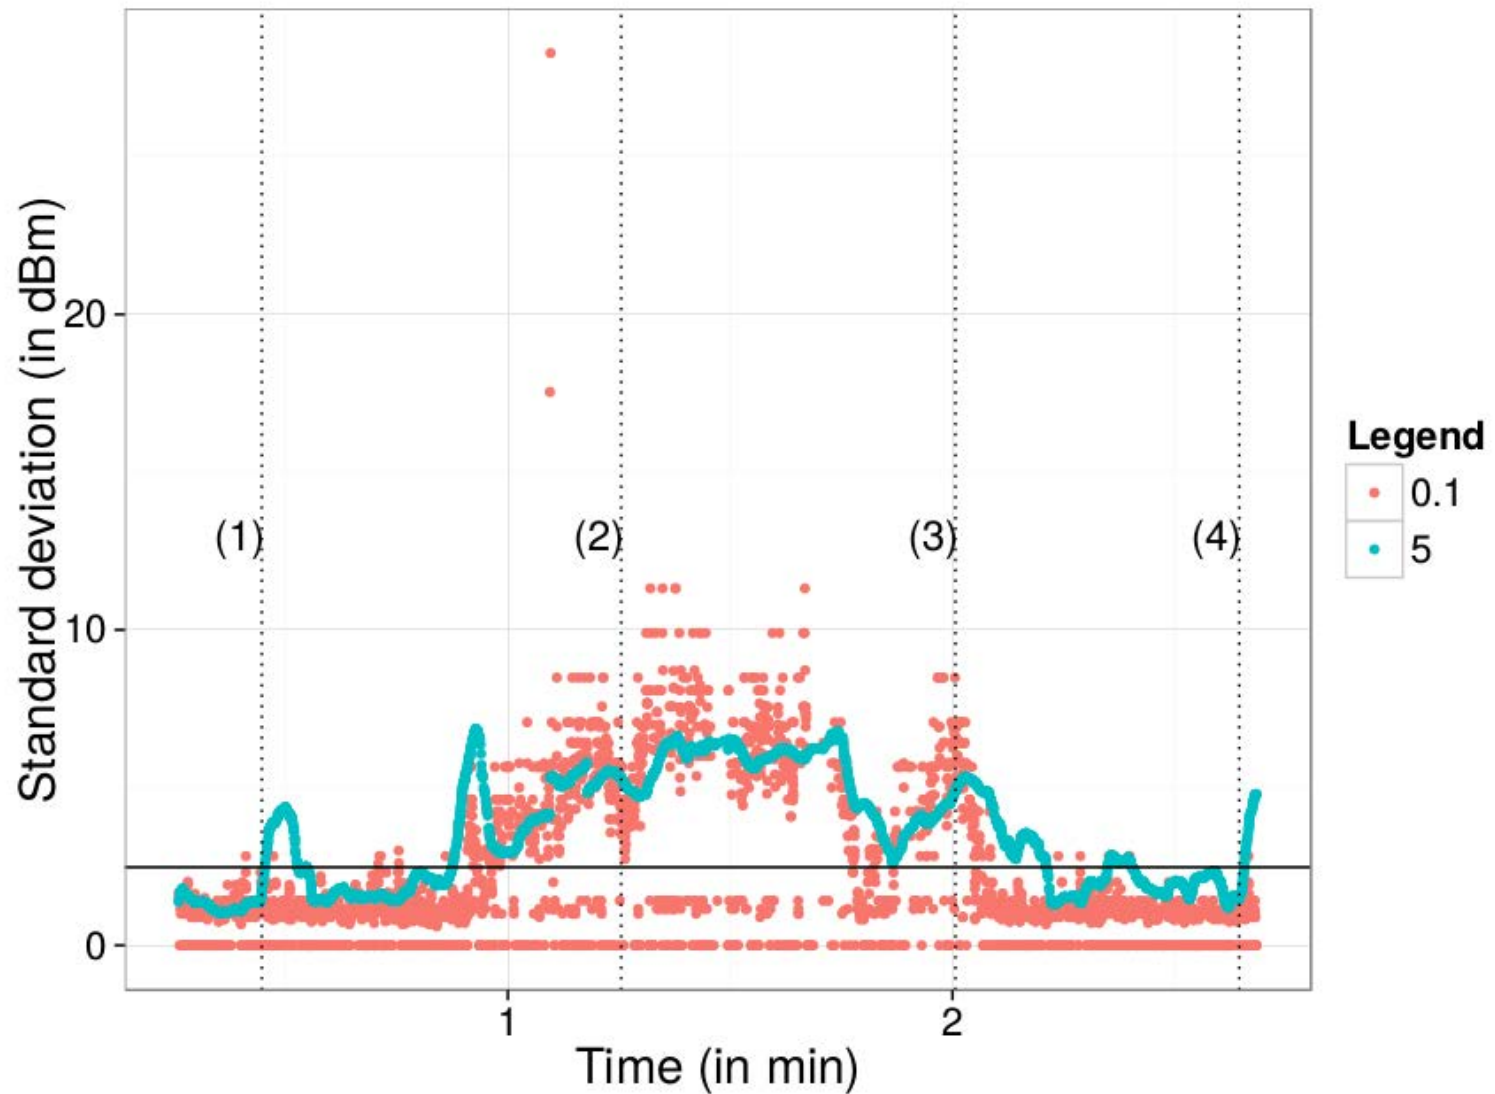 Standard deviation (in dBm)
20
10
0
(1) (2) (3) (4)
1 2
Time (in min)
Legend
0.1
5